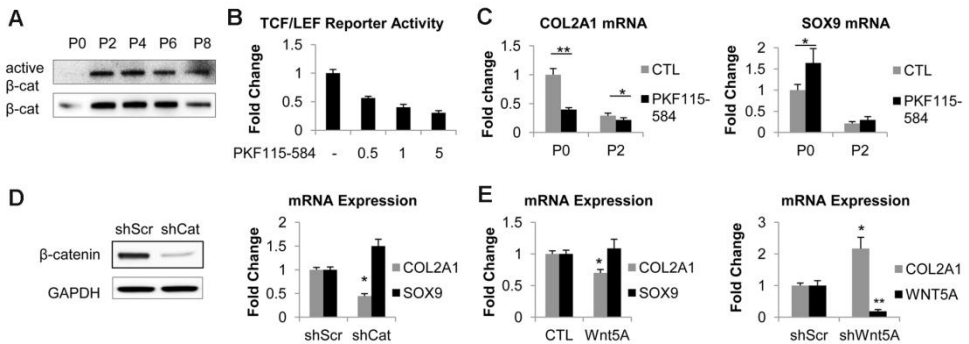 A
P0 P2 P4 P6 P8
active
β-cat
β-cat
B
TCF/LEF Reporter Activity
Fold Change
1.5
1
0.5
0
PKF115-584 - 0.5 1 5
C
COL2A1 mRNA
Fold Change
1.5
1
0.5
0
**
*
P0 P2
CTL
PKF115-
584
SOX9 mRNA
Fold Change
2
1.5
1
0.5
0
*
P0 P2
CTL
PKF115-
584
D
shScr shCat
β-catenin
GAPDH
mRNA Expression
Fold Change
2
1.5
1
0.5
0
*
shScr shCat
COL2A1
SOX9
E
mRNA Expression
Fold Change
1.5
1
0.5
0
*
CTL Wnt5A
COL2A1
SOX9
mRNA Expression
Fold Change
3
2
1
0
*
**
shScr shWnt5A
COL2A1
WNT5A